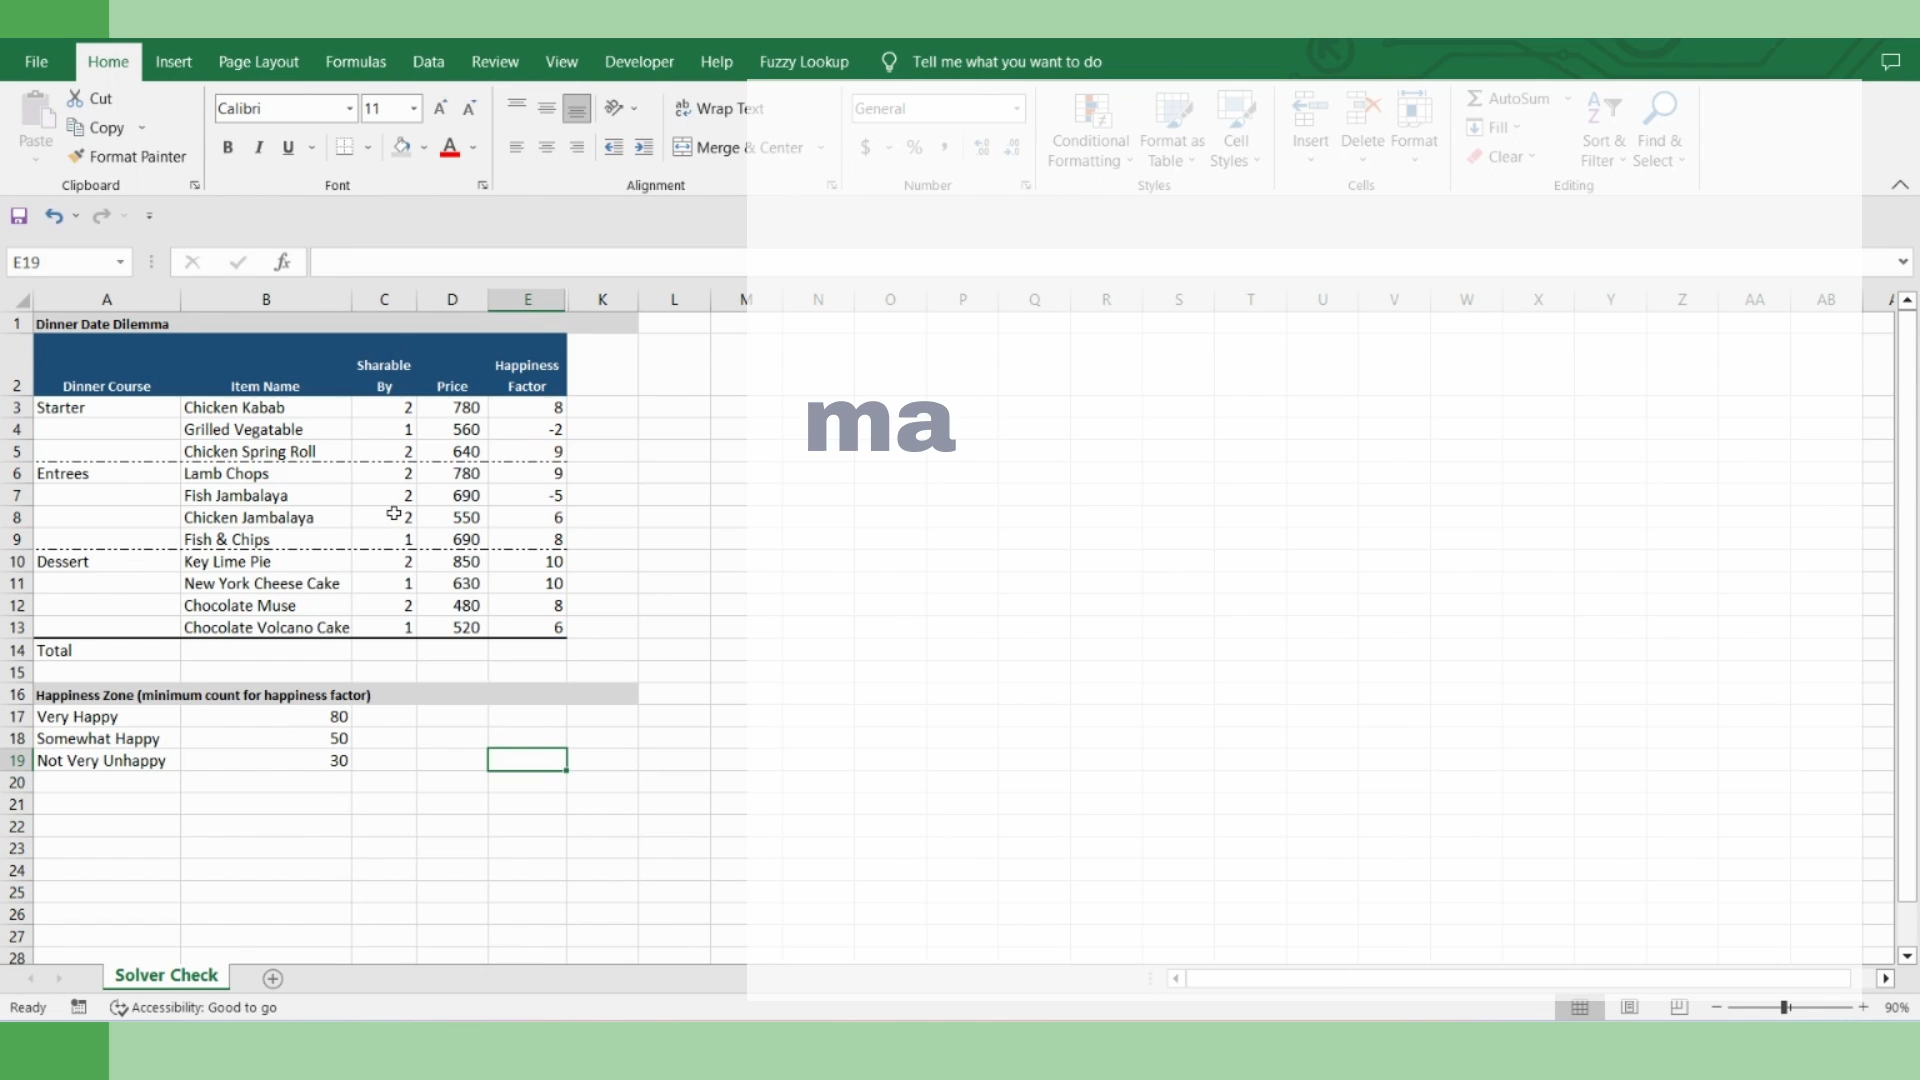 File Home Insert Page Layout Formulas Data Review View Developer Help Fuzzy Lookup Tell me what you want to do
Paste Cut Copy Format Painter Clipboard
Calibri 11 B I U A Font
Wrap Text Merge & Center Alignment
General $ % , Number
Conditional Formatting Format as Table Cell Styles Styles
Insert Delete Format Cells
AutoSum Fill Clear Sort & Filter Find & Select Editing
E19 fx
A B C D E K L M N O P Q R S T U V W X Y Z AA AB
1 Dinner Date Dilemma
2 Dinner Course Item Name Sharable By Price Happiness Factor
3 Starter Chicken Kabab 2 780 8
4 Grilled Vegatable 1 560 -2
5 Chicken Spring Roll 2 640 9
6 Entrees Lamb Chops 2 780 9
7 Fish Jambalaya 2 690 -5
8 Chicken Jambalaya 2 550 6
9 Fish & Chips 1 690 8
10 Dessert Key Lime Pie 2 850 10
11 New York Cheese Cake 1 630 10
12 Chocolate Muse 2 480 8
13 Chocolate Volcano Cake 1 520 6
14 Total
15
16 Happiness Zone (minimum count for happiness factor)
17 Very Happy 80
18 Somewhat Happy 50
19 Not Very Unhappy 30
20
21
22
23
24
25
26
27
28
ma
Solver Check
Ready Accessibility: Good to go 90%